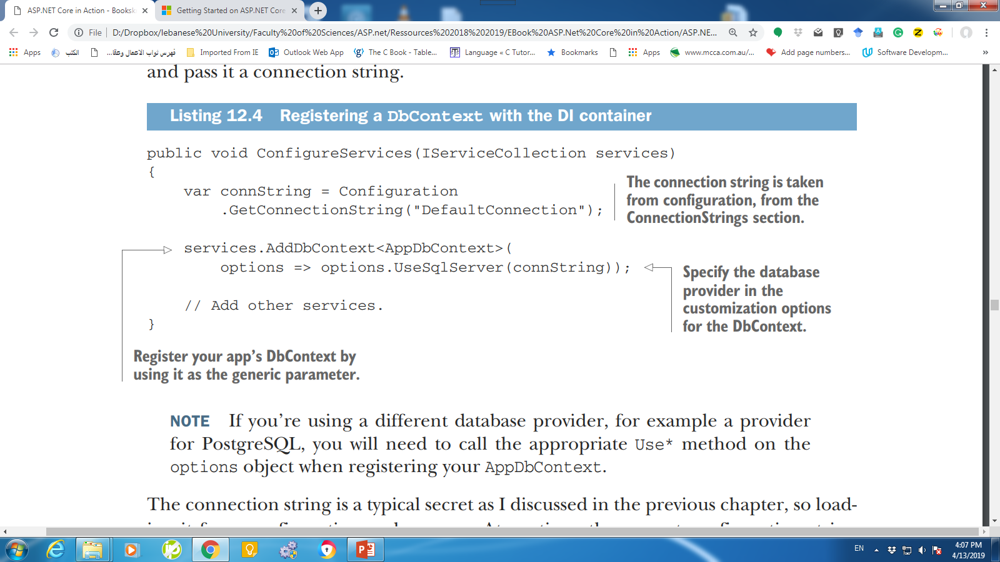 ASP.NET Core in Action - Booksk
Getting Started on ASP.NET Core
File
D:/Dropbox/lebanese%20University/Faculty%20of%20Sciences/ASP.net/Ressources%202018%202019/EBook%20ASP.Net%20Core%20in%20Action/ASP.NE...
Apps
الكتب
فهرس ثواب الاعمال وعقا...
Imported From IE
Outlook Web App
The C Book - Table...
Language « C Tutor...
Bookmarks
Apps
www.mcca.com.au/...
Add page numbers...
Software Developm...
»
and pass it a connection string.
Listing 12.4 Registering a DbContext with the DI container
public void ConfigureServices(IServiceCollection services)
{
var connString = Configuration
.GetConnectionString("DefaultConnection");
The connection string is taken
from configuration, from the
ConnectionStrings section.
services.AddDbContext<AppDbContext>(
options => options.UseSqlServer(connString));
Specify the database
provider in the
customization options
for the DbContext.
// Add other services.
}
Register your app's DbContext by
using it as the generic parameter.
NOTE If you're using a different database provider, for example a provider
for PostgreSQL, you will need to call the appropriate Use* method on the
options object when registering your AppDbContext.
The connection string is a typical secret as I discussed in the previous chapter, so load-
EN
4:07 PM
4/13/2019